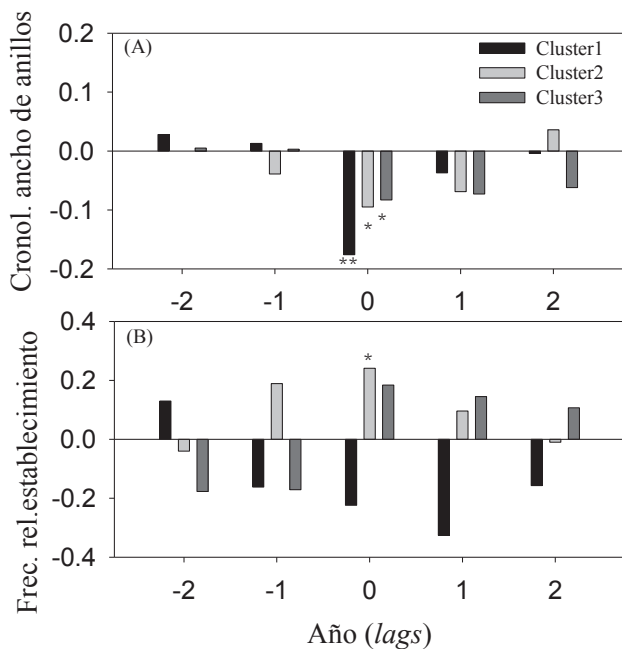 Cronol. ancho de anillos
0.2
0.1
0.0
-0.1
-0.2
(A)
Cluster1
Cluster2
Cluster3
**
*
*
-2 -1 0 1 2
Frec. rel.establecimiento
0.4
0.2
0.0
-0.2
-0.4
(B)
*
-2 -1 0 1 2
Año (lags)